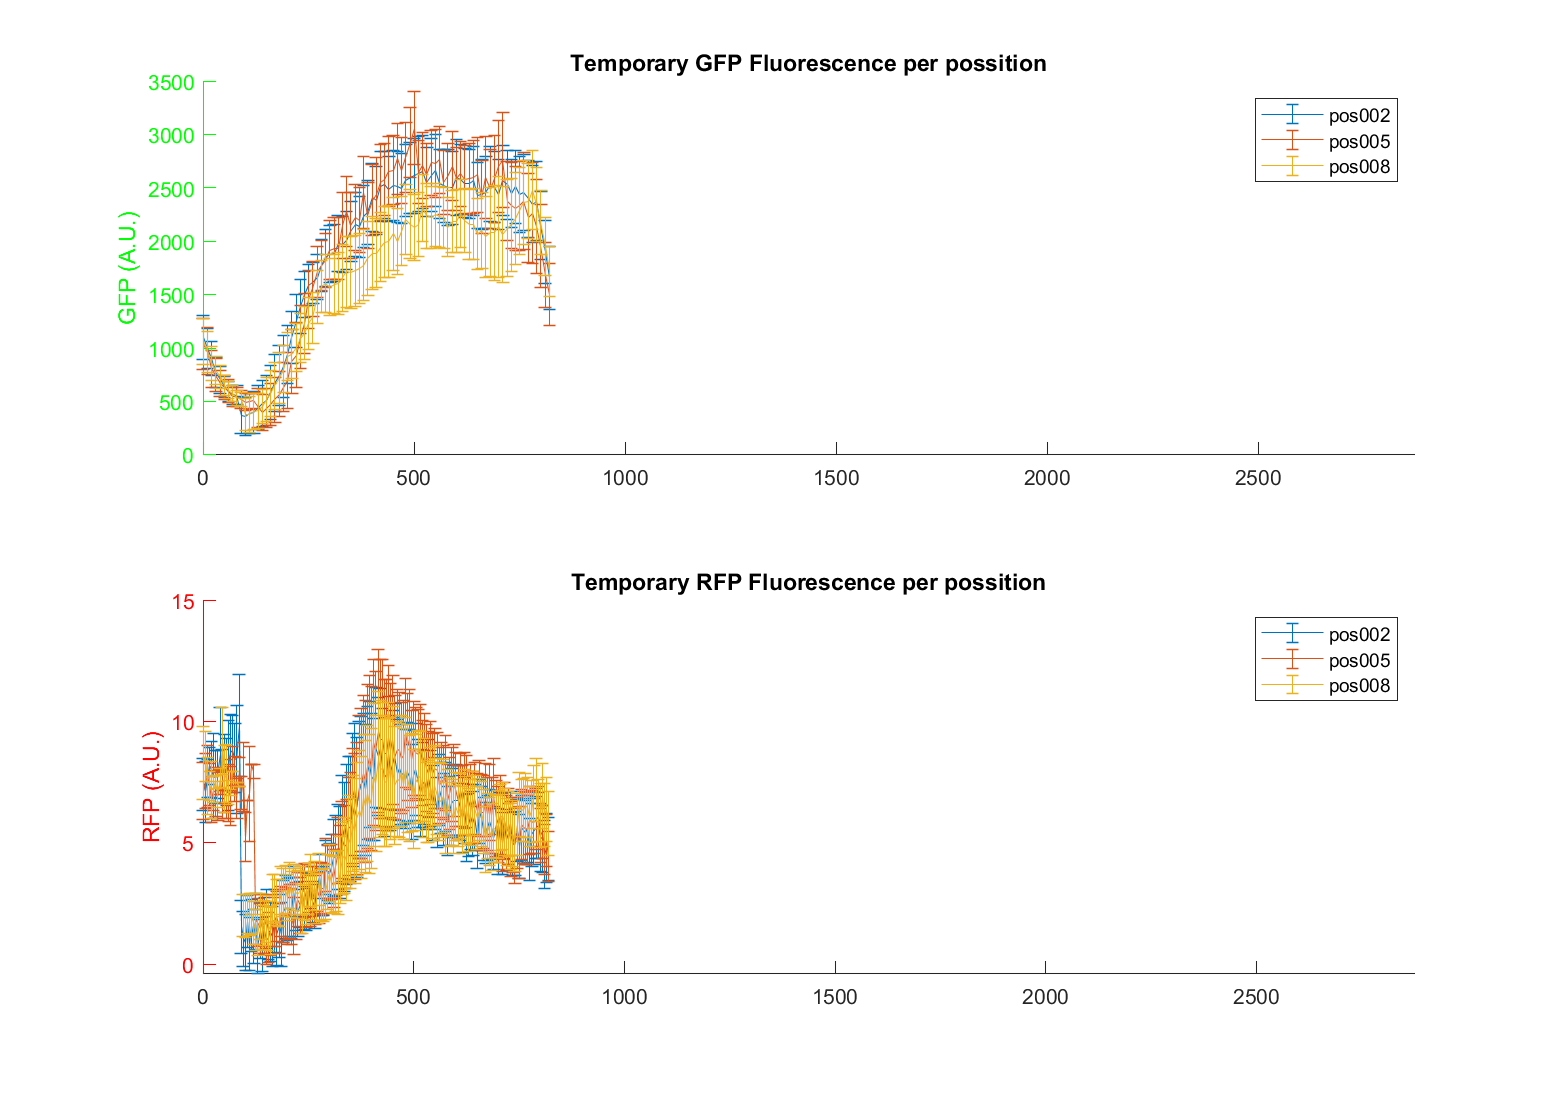 Temporary GFP Fluorescence per possition
3500
3000
2500
2000
1500
1000
500
0
GFP (A.U.)
0 500 1000 1500 2000 2500
pos002
pos005
pos008
Temporary RFP Fluorescence per possition
15
10
5
0
RFP (A.U.)
0 500 1000 1500 2000 2500
pos002
pos005
pos008